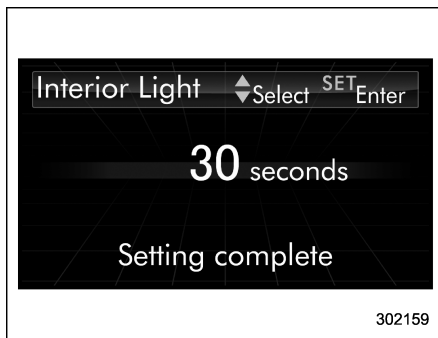 Interior Light Select SET Enter
30 seconds
Setting complete
302159